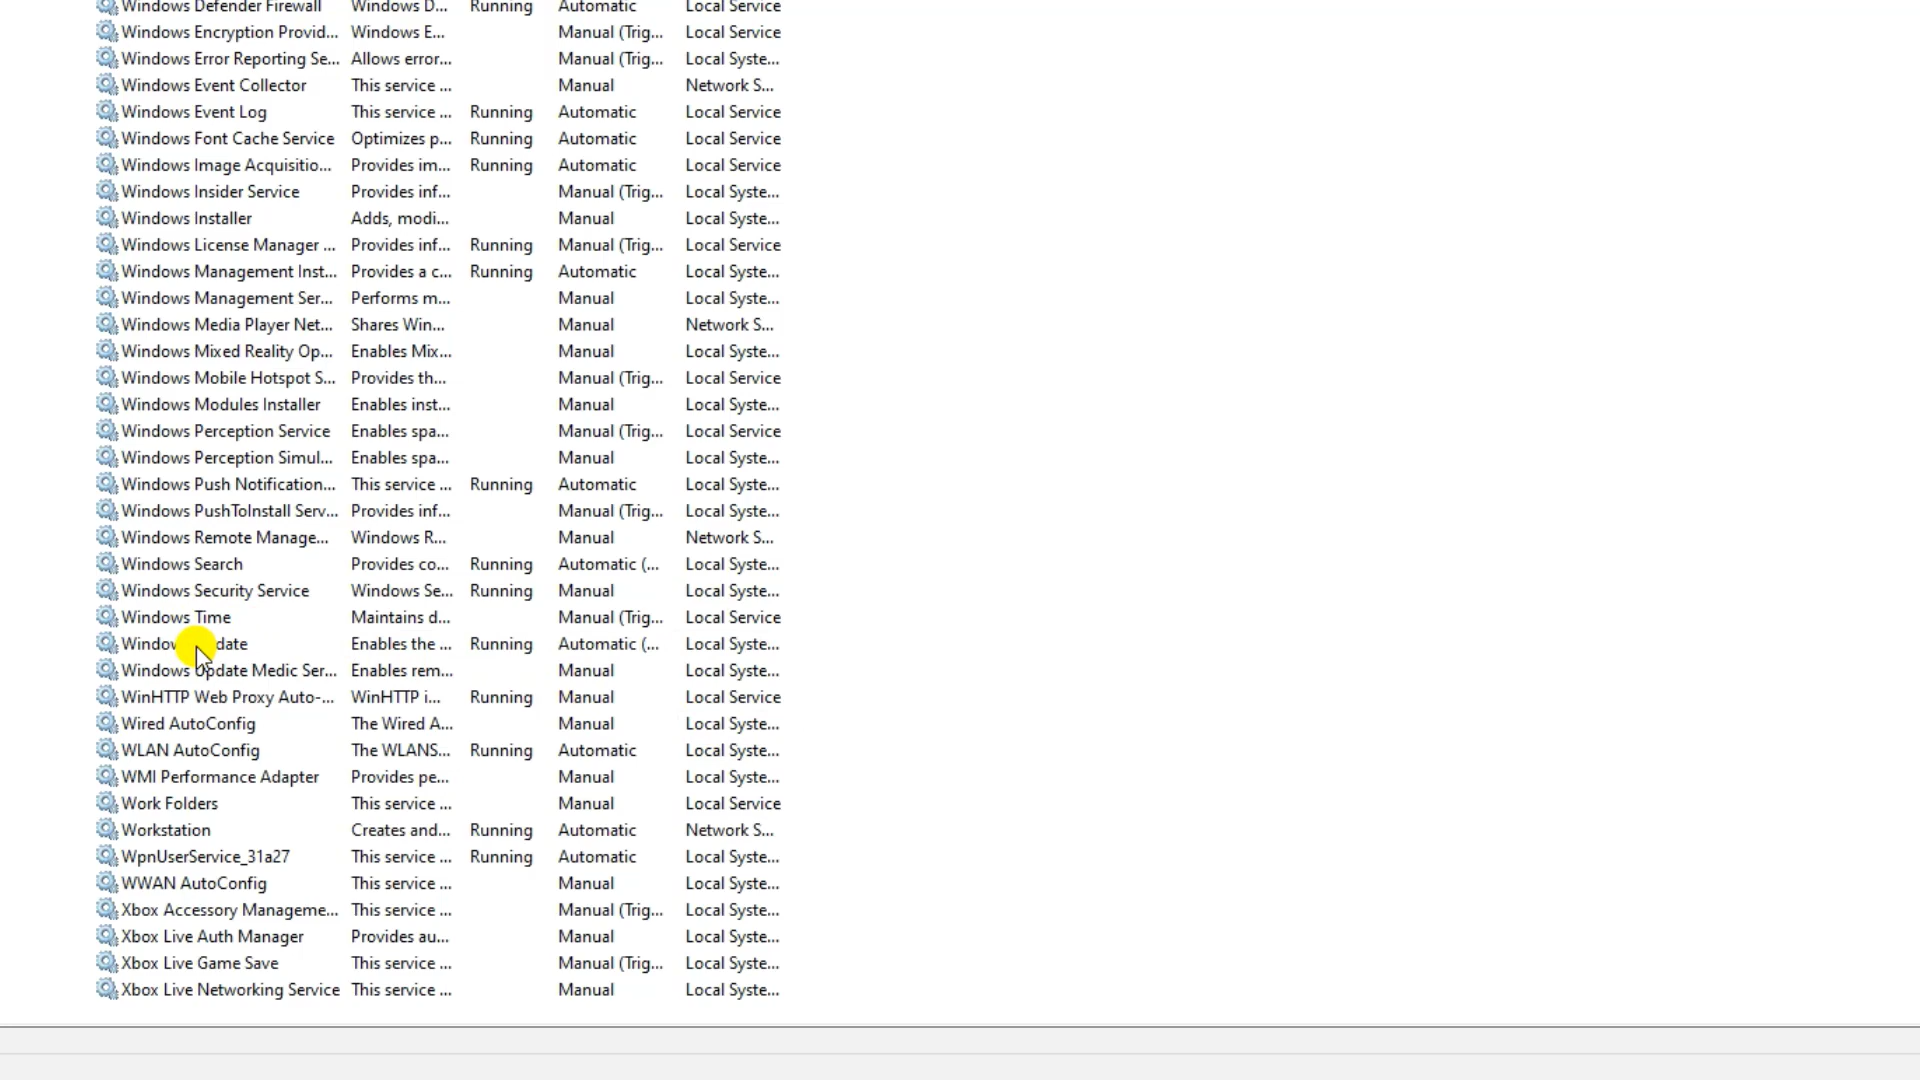 Windows Defender Firewall Windows D... Running Automatic Local Service
Windows Encryption Provid... Windows E... Manual (Trig... Local Service
Windows Error Reporting Se... Allows error... Manual (Trig... Local Syste...
Windows Event Collector This service ... Manual Network S...
Windows Event Log This service ... Running Automatic Local Service
Windows Font Cache Service Optimizes p... Running Automatic Local Service
Windows Image Acquisitio... Provides im... Running Automatic Local Service
Windows Insider Service Provides inf... Manual (Trig... Local Syste...
Windows Installer Adds, modi... Manual Local Syste...
Windows License Manager ... Provides inf... Running Manual (Trig... Local Service
Windows Management Inst... Provides a c... Running Automatic Local Syste...
Windows Management Ser... Performs m... Manual Local Syste...
Windows Media Player Net... Shares Win... Manual Network S...
Windows Mixed Reality Op... Enables Mix... Manual Local Syste...
Windows Mobile Hotspot S... Provides th... Manual (Trig... Local Service
Windows Modules Installer Enables inst... Manual Local Syste...
Windows Perception Service Enables spa... Manual (Trig... Local Service
Windows Perception Simul... Enables spa... Manual Local Syste...
Windows Push Notification... This service ... Running Automatic Local Syste...
Windows PushToInstall Serv... Provides inf... Manual (Trig... Local Syste...
Windows Remote Manage... Windows R... Manual Network S...
Windows Search Provides co... Running Automatic (... Local Syste...
Windows Security Service Windows Se... Running Manual Local Syste...
Windows Time Maintains d... Manual (Trig... Local Service
Windows Update Enables the ... Running Automatic (... Local Syste...
Windows Update Medic Ser... Enables rem... Manual Local Syste...
WinHTTP Web Proxy Auto-... WinHTTP i... Running Manual Local Service
Wired AutoConfig The Wired A... Manual Local Syste...
WLAN AutoConfig The WLANS... Running Automatic Local Syste...
WMI Performance Adapter Provides pe... Manual Local Syste...
Work Folders This service ... Manual Local Service
Workstation Creates and... Running Automatic Network S...
WpnUserService_31a27 This service ... Running Automatic Local Syste...
WWAN AutoConfig This service ... Manual Local Syste...
Xbox Accessory Manageme... This service ... Manual (Trig... Local Syste...
Xbox Live Auth Manager Provides au... Manual Local Syste...
Xbox Live Game Save This service ... Manual (Trig... Local Syste...
Xbox Live Networking Service This service ... Manual Local Syste...